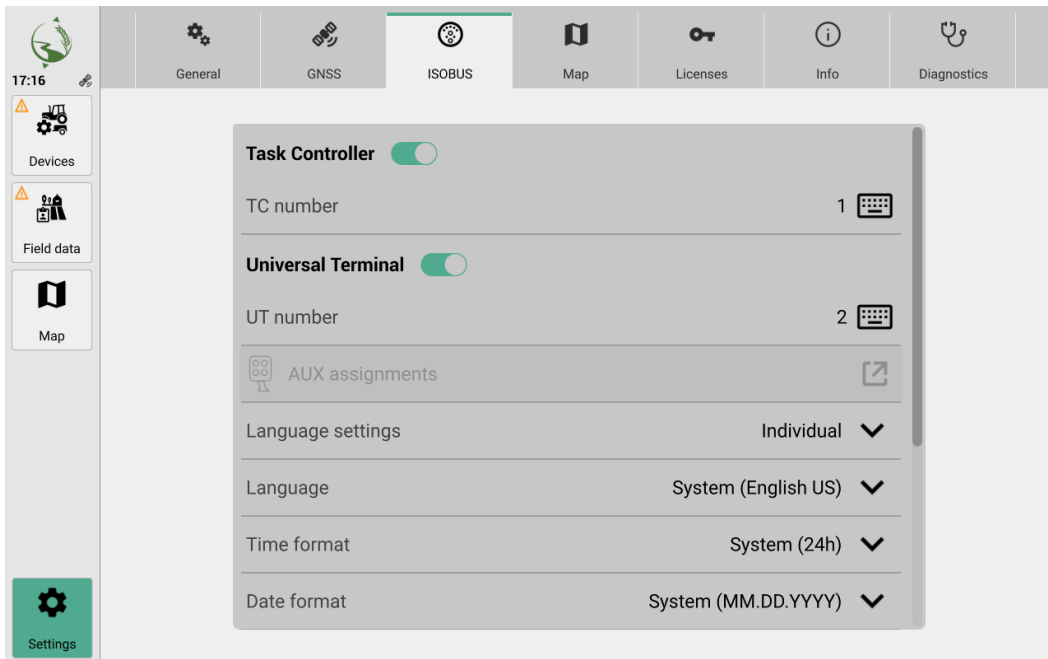 17:16
Devices
Field data
Map
Settings
General
GNSS
ISOBUS
Map
Licenses
Info
Diagnostics
Task Controller
TC number 1
Universal Terminal
UT number 2
AUX assignments
Language settings Individual
Language System (English US)
Time format System (24h)
Date format System (MM.DD.YYYY)